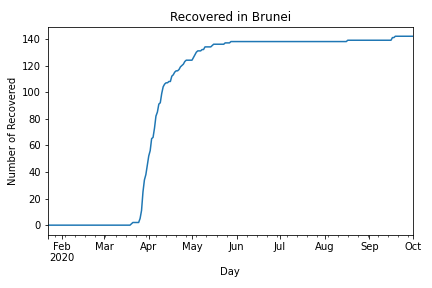 Recovered in Brunei
Number of Recovered
140
120
100
80
60
40
20
0
Feb Mar Apr May Jun Jul Aug Sep Oct
2020
Day